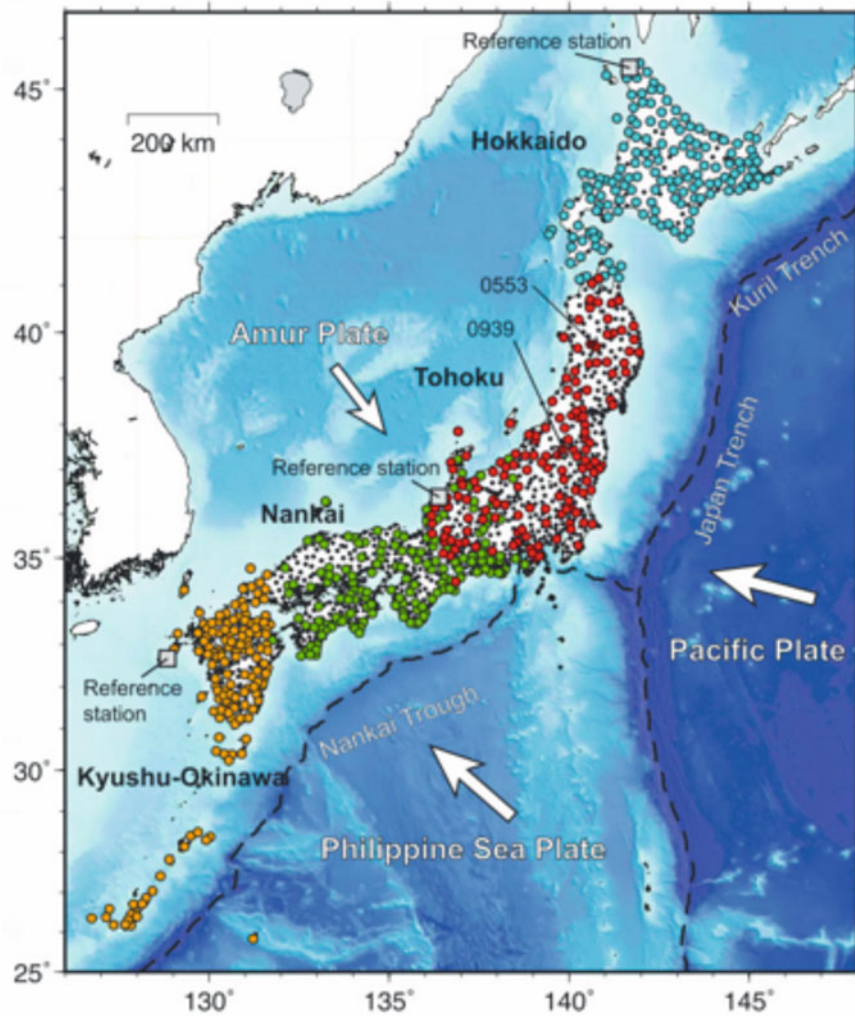 Reference station
45°
200 km
Hokkaido
Kuril Trench
0553
40°
Amur Plate
0939
Tohoku
Japan Trench
Reference station
Nankai
35°
Pacific Plate
Reference
station
Nankai Trough
30°
Kyushu-Okinawa
Philippine Sea Plate
25°
130°
135°
140°
145°